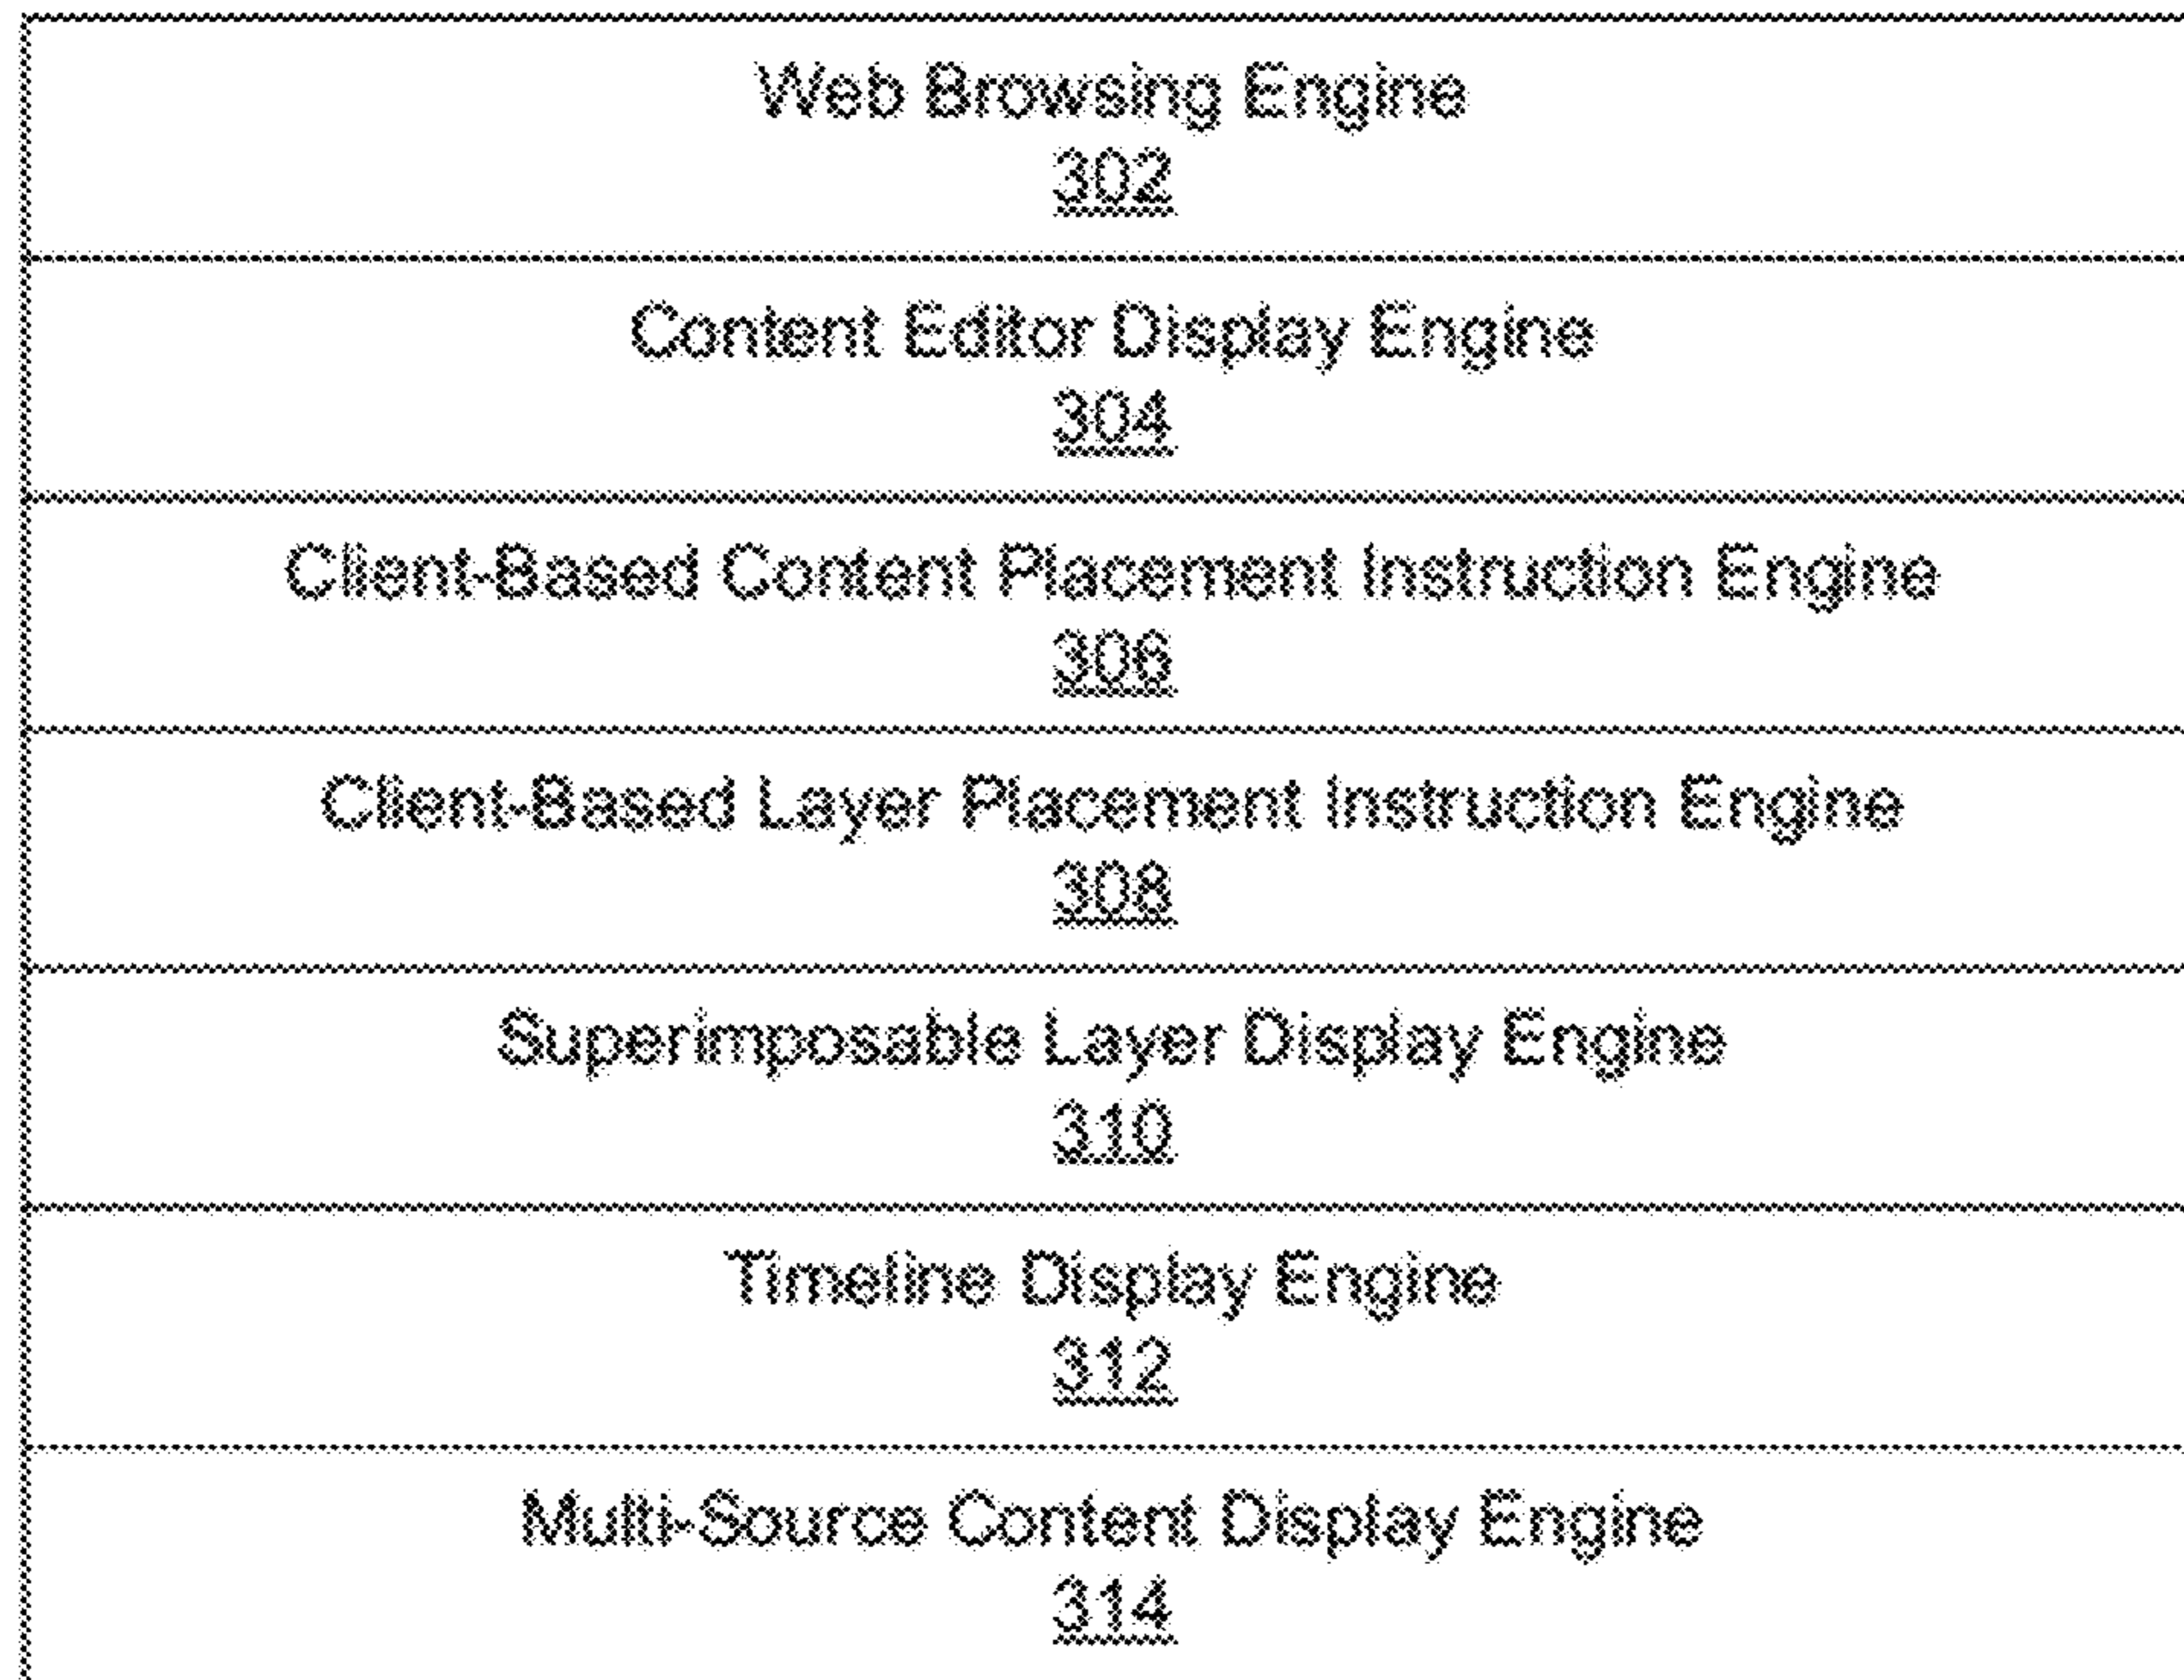 Web Browsing Engine
302
Content Editor Display Engine
304
Client-Based Content Placement Instruction Engine
306
Client-Based Layer Placement Instruction Engine
308
Superimposable Layer Display Engine
310
Timeline Display Engine
312
Multi-Source Content Display Engine
314